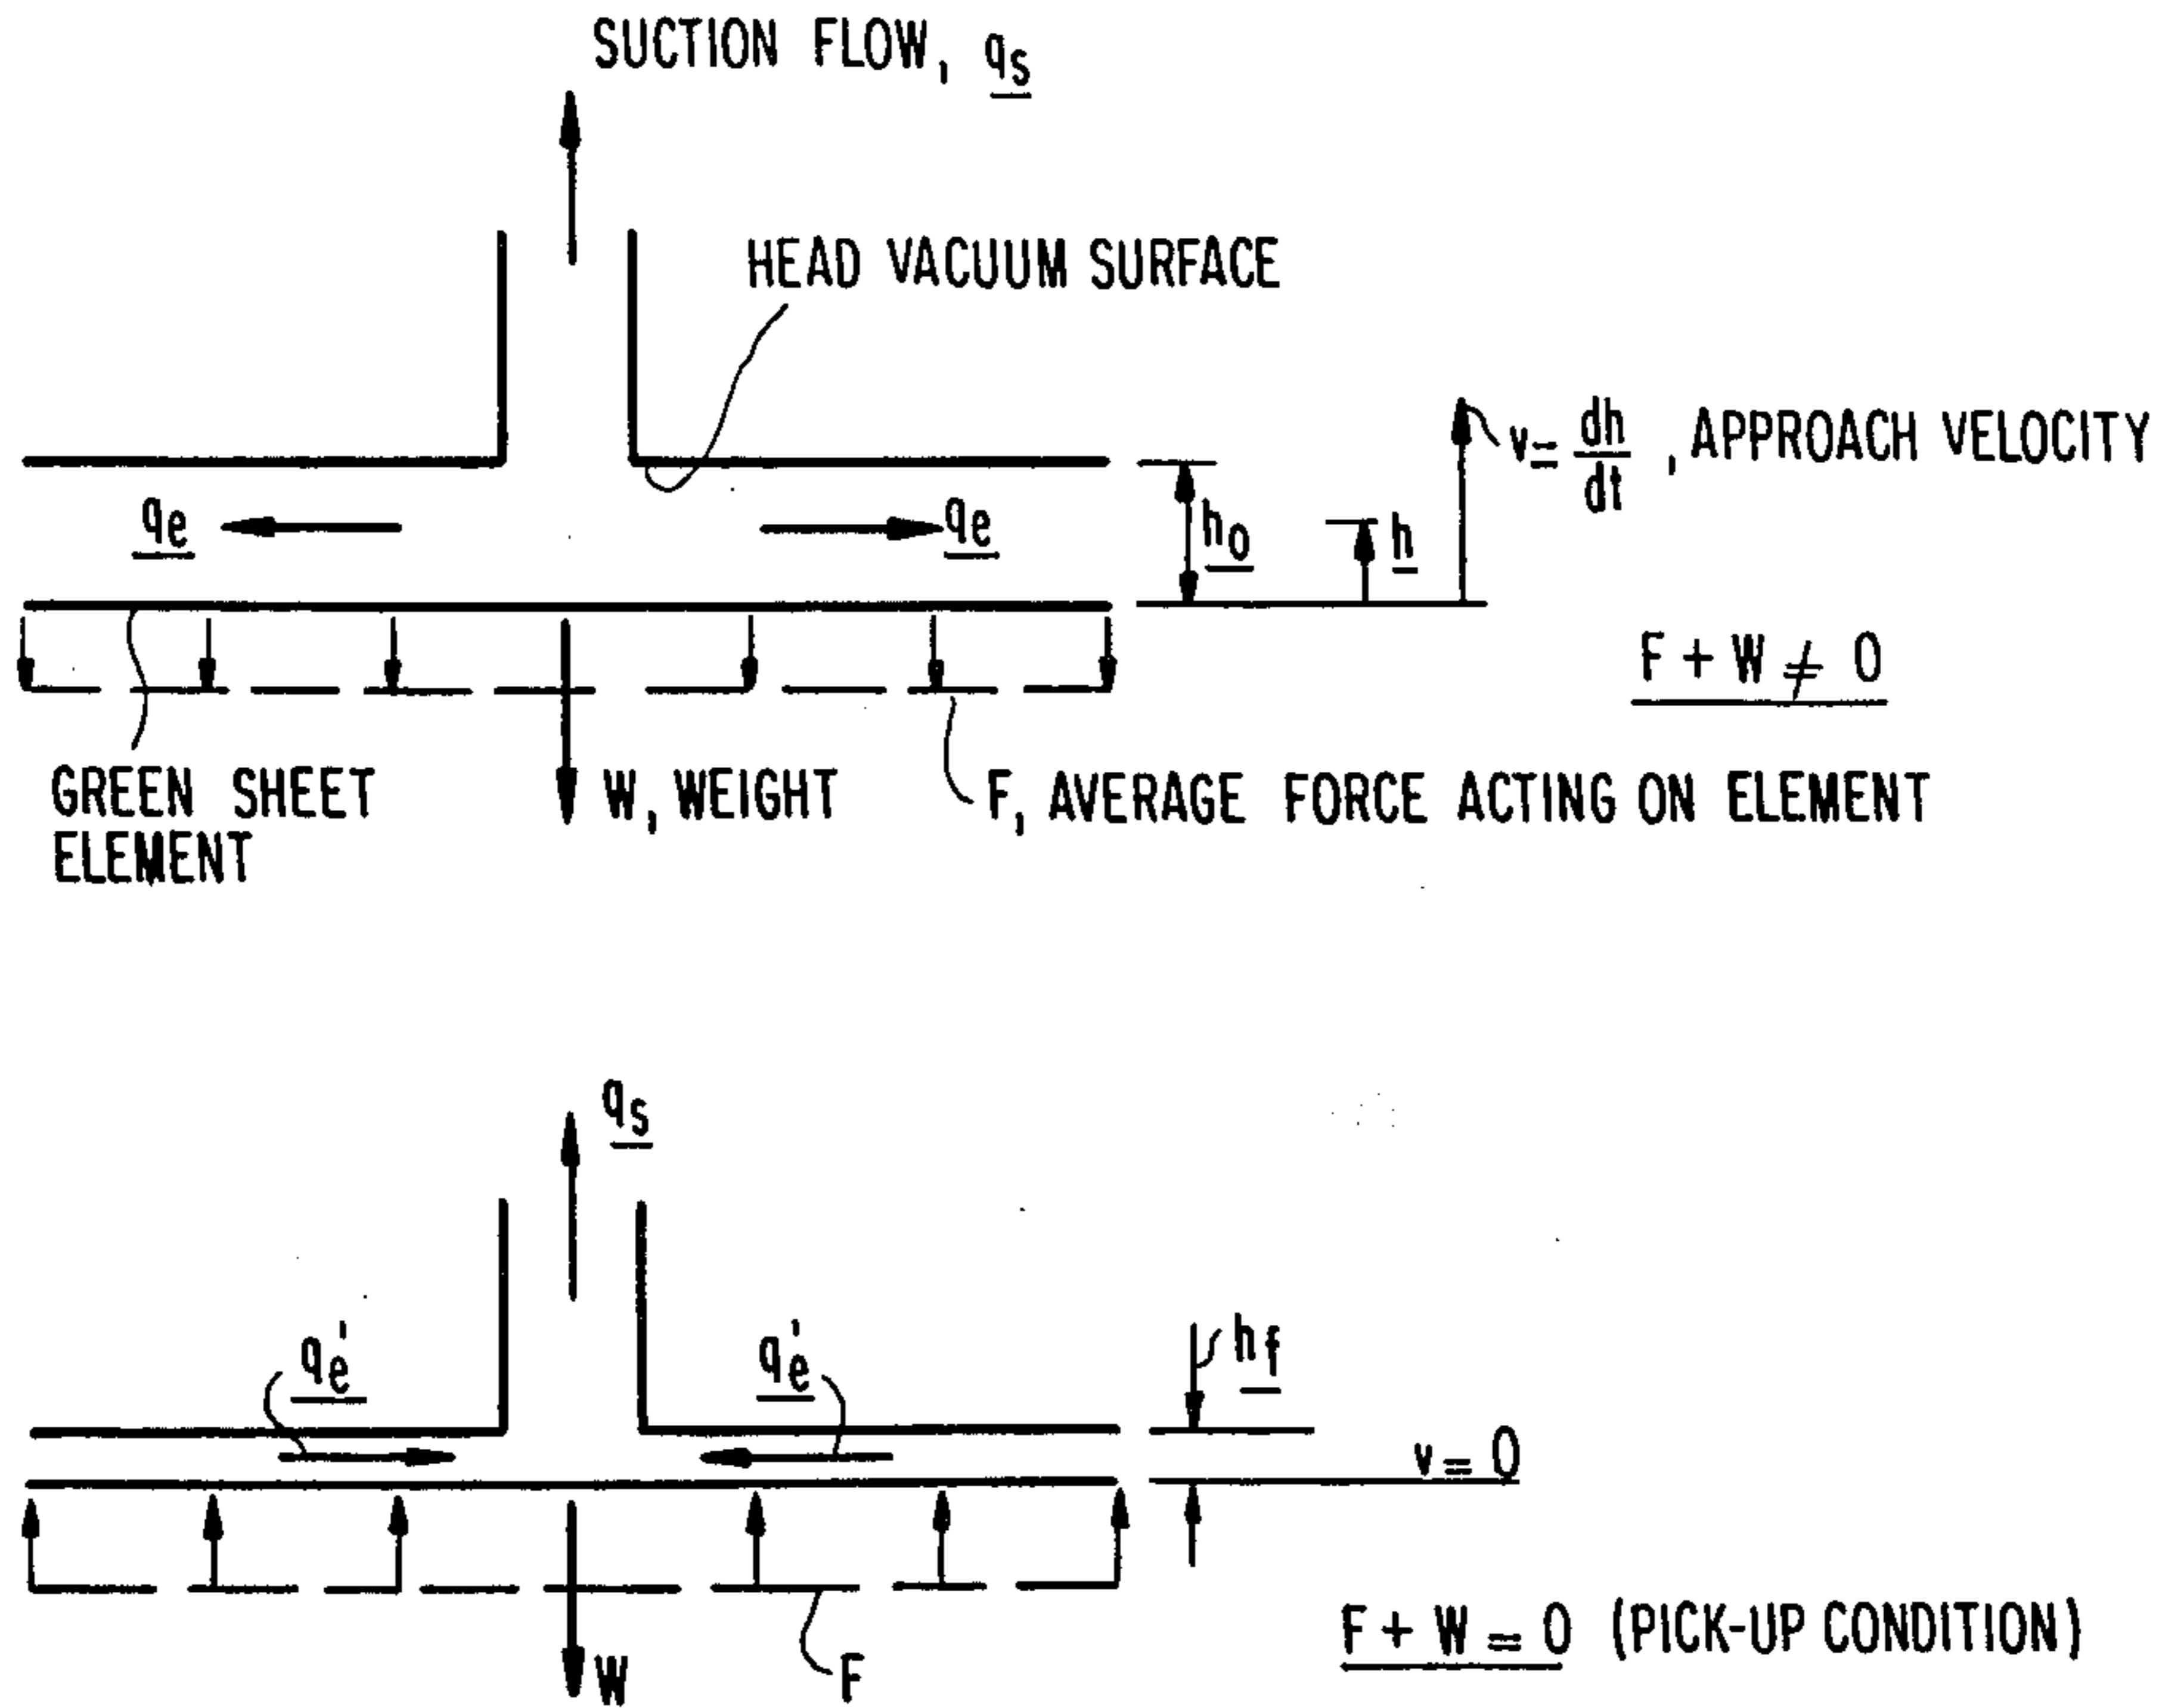 SUCTION FLOW, qs
HEAD VACUUM SURFACE
v = dh/dt, APPROACH VELOCITY
qe
qe
ho
h
F + W ≠ 0
GREEN SHEET
ELEMENT
W, WEIGHT
F, AVERAGE FORCE ACTING ON ELEMENT
qs
q'e
q'e
hf
v = 0
F + W = 0 (PICK-UP CONDITION)
W
F